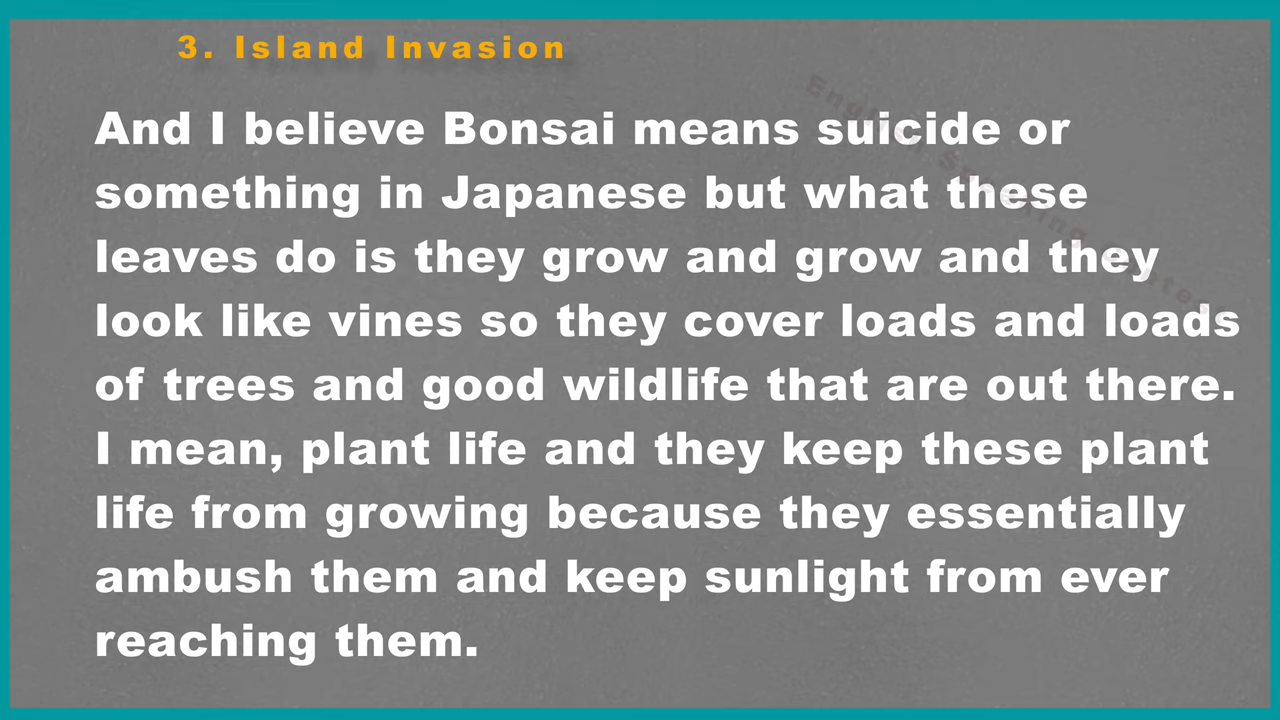 3. Island Invasion
And I believe Bonsai means suicide or
something in Japanese but what these
leaves do is they grow and grow and they
look like vines so they cover loads and loads
of trees and good wildlife that are out there.
I mean, plant life and they keep these plant
life from growing because they essentially
ambush them and keep sunlight from ever
reaching them.